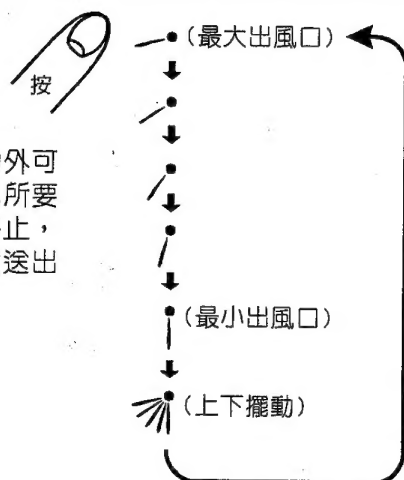 (最大出風口)
按
外可
所要
止，
送出
(最小出風口)
(上下擺動)